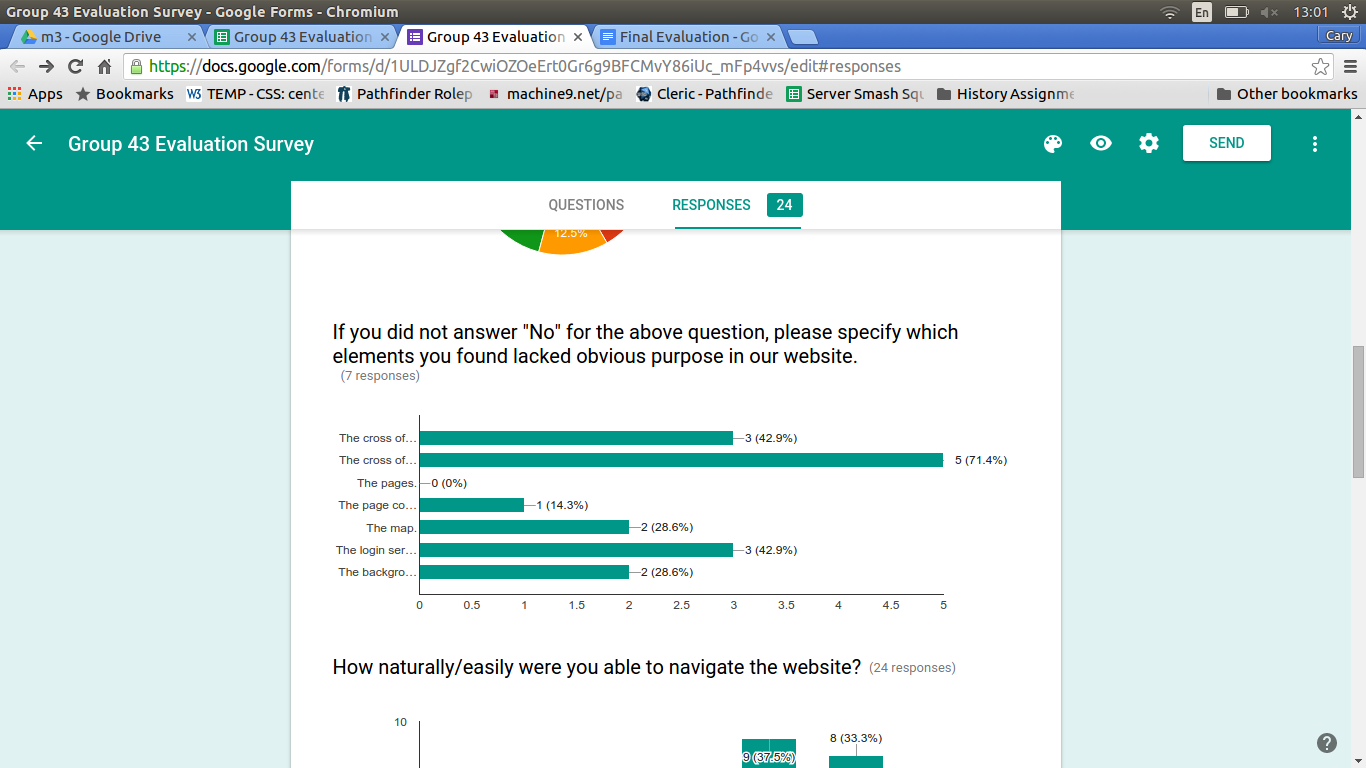 Group 43 Evaluation Survey - Google Forms - Chromium
En
13:01
m3 - Google Drive
Group 43 Evaluation
Group 43 Evaluation
Final Evaluation - Go
Cary
https://docs.google.com/forms/d/1ULDJZgf2CwiOZOeErt0Gr6g9BFCMvY86iUc_mFp4vvs/edit#responses
Apps
Bookmarks
W3 TEMP - CSS: cente
Pathfinder Rolep
machine9.net/pa
Cleric - Pathfinde
Server Smash Squ
History Assignme
Other bookmarks
Group 43 Evaluation Survey
SEND
QUESTIONS
RESPONSES 24
12.5%
If you did not answer "No" for the above question, please specify which
elements you found lacked obvious purpose in our website.
(7 responses)
The cross of... 3 (42.9%)
The cross of... 5 (71.4%)
The pages. 0 (0%)
The page co... 1 (14.3%)
The map. 2 (28.6%)
The login ser... 3 (42.9%)
The backgro... 2 (28.6%)
0 0.5 1 1.5 2 2.5 3 3.5 4 4.5 5
How naturally/easily were you able to navigate the website? (24 responses)
10
8 (33.3%)
9 (37.5%)
?